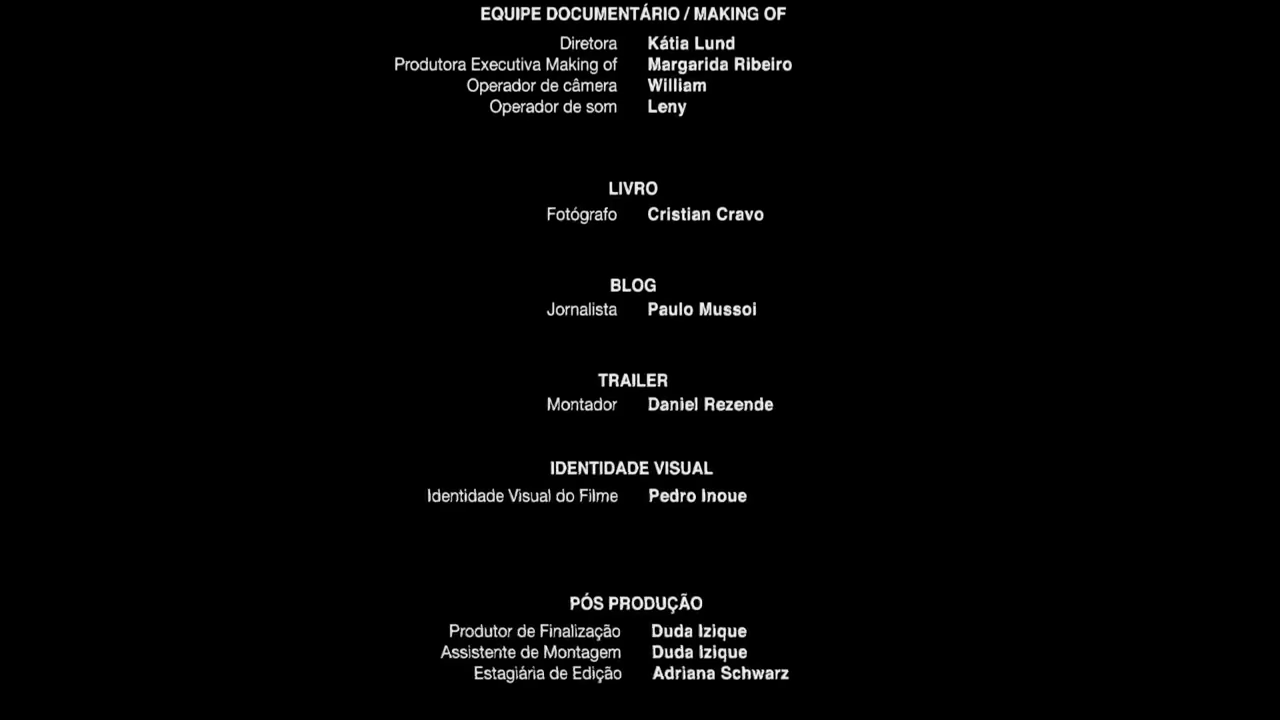 EQUIPE DOCUMENTÁRIO / MAKING OF
Diretora Kátia Lund
Produtora Executiva Making of Margarida Ribeiro
Operador de câmera William
Operador de som Leny
LIVRO
Fotógrafo Cristian Cravo
BLOG
Jornalista Paulo Mussoi
TRAILER
Montador Daniel Rezende
IDENTIDADE VISUAL
Identidade Visual do Filme Pedro Inoue
PÓS PRODUÇÃO
Produtor de Finalização Duda Izique
Assistente de Montagem Duda Izique
Estagiária de Edição Adriana Schwarz